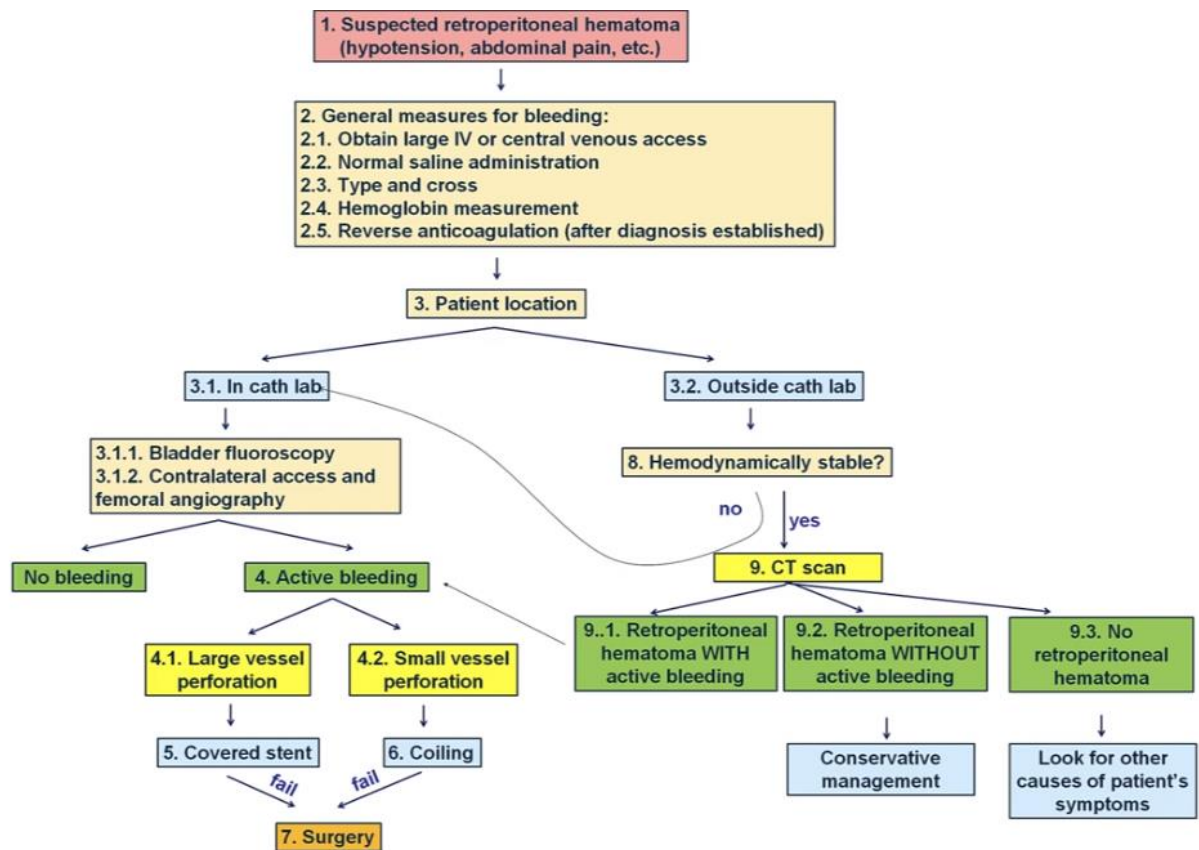 1. Suspected retroperitoneal hematoma
(hypotension, abdominal pain, etc.)
2. General measures for bleeding:
2.1. Obtain large IV or central venous access
2.2. Normal saline administration
2.3. Type and cross
2.4. Hemoglobin measurement
2.5. Reverse anticoagulation (after diagnosis established)
3. Patient location
3.1. In cath lab
3.2. Outside cath lab
3.1.1. Bladder fluoroscopy
3.1.2. Contralateral access and
femoral angiography
8. Hemodynamically stable?
no
yes
No bleeding
4. Active bleeding
9. CT scan
4.1. Large vessel
perforation
4.2. Small vessel
perforation
9..1. Retroperitoneal
hematoma WITH
active bleeding
9.2. Retroperitoneal
hematoma WITHOUT
active bleeding
9.3. No
retroperitoneal
hematoma
5. Covered stent
6. Coiling
fail
fail
7. Surgery
Conservative
management
Look for other
causes of patient's
symptoms